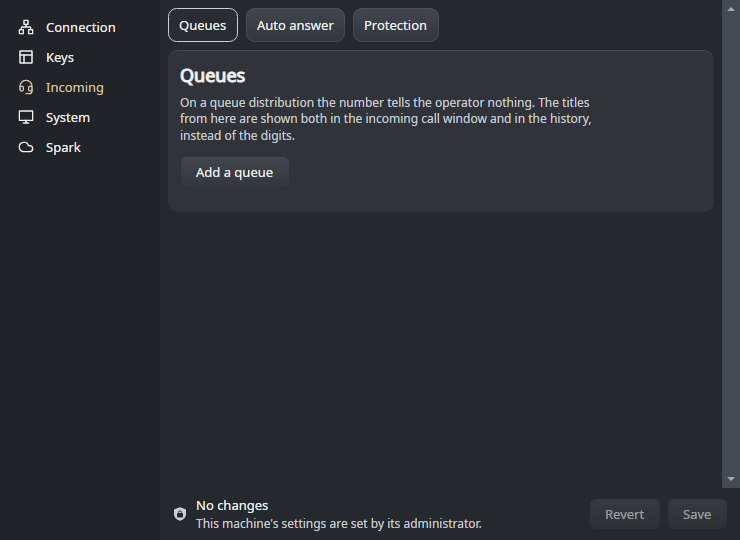 Connection
Keys
Incoming
System
Spark
Queues
Auto answer
Protection
Queues
On a queue distribution the number tells the operator nothing. The titles
from here are shown both in the incoming call window and in the history,
instead of the digits.
Add a queue
No changes
This machine's settings are set by its administrator.
Revert
Save